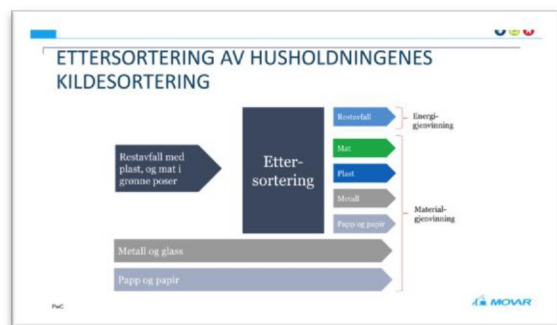 ETTERSORTERING AV HUSHOLDNINGENES
KILDESORTERING
Restavfall med
plast, og mat i
grønne poser
Etter-
sortering
Restavfall
Mat
Plast
Metall
Papp og papir
Energi-
gjenvinning
Material-
gjenvinning
Metall og glass
Papp og papir
PwC
MOVAR